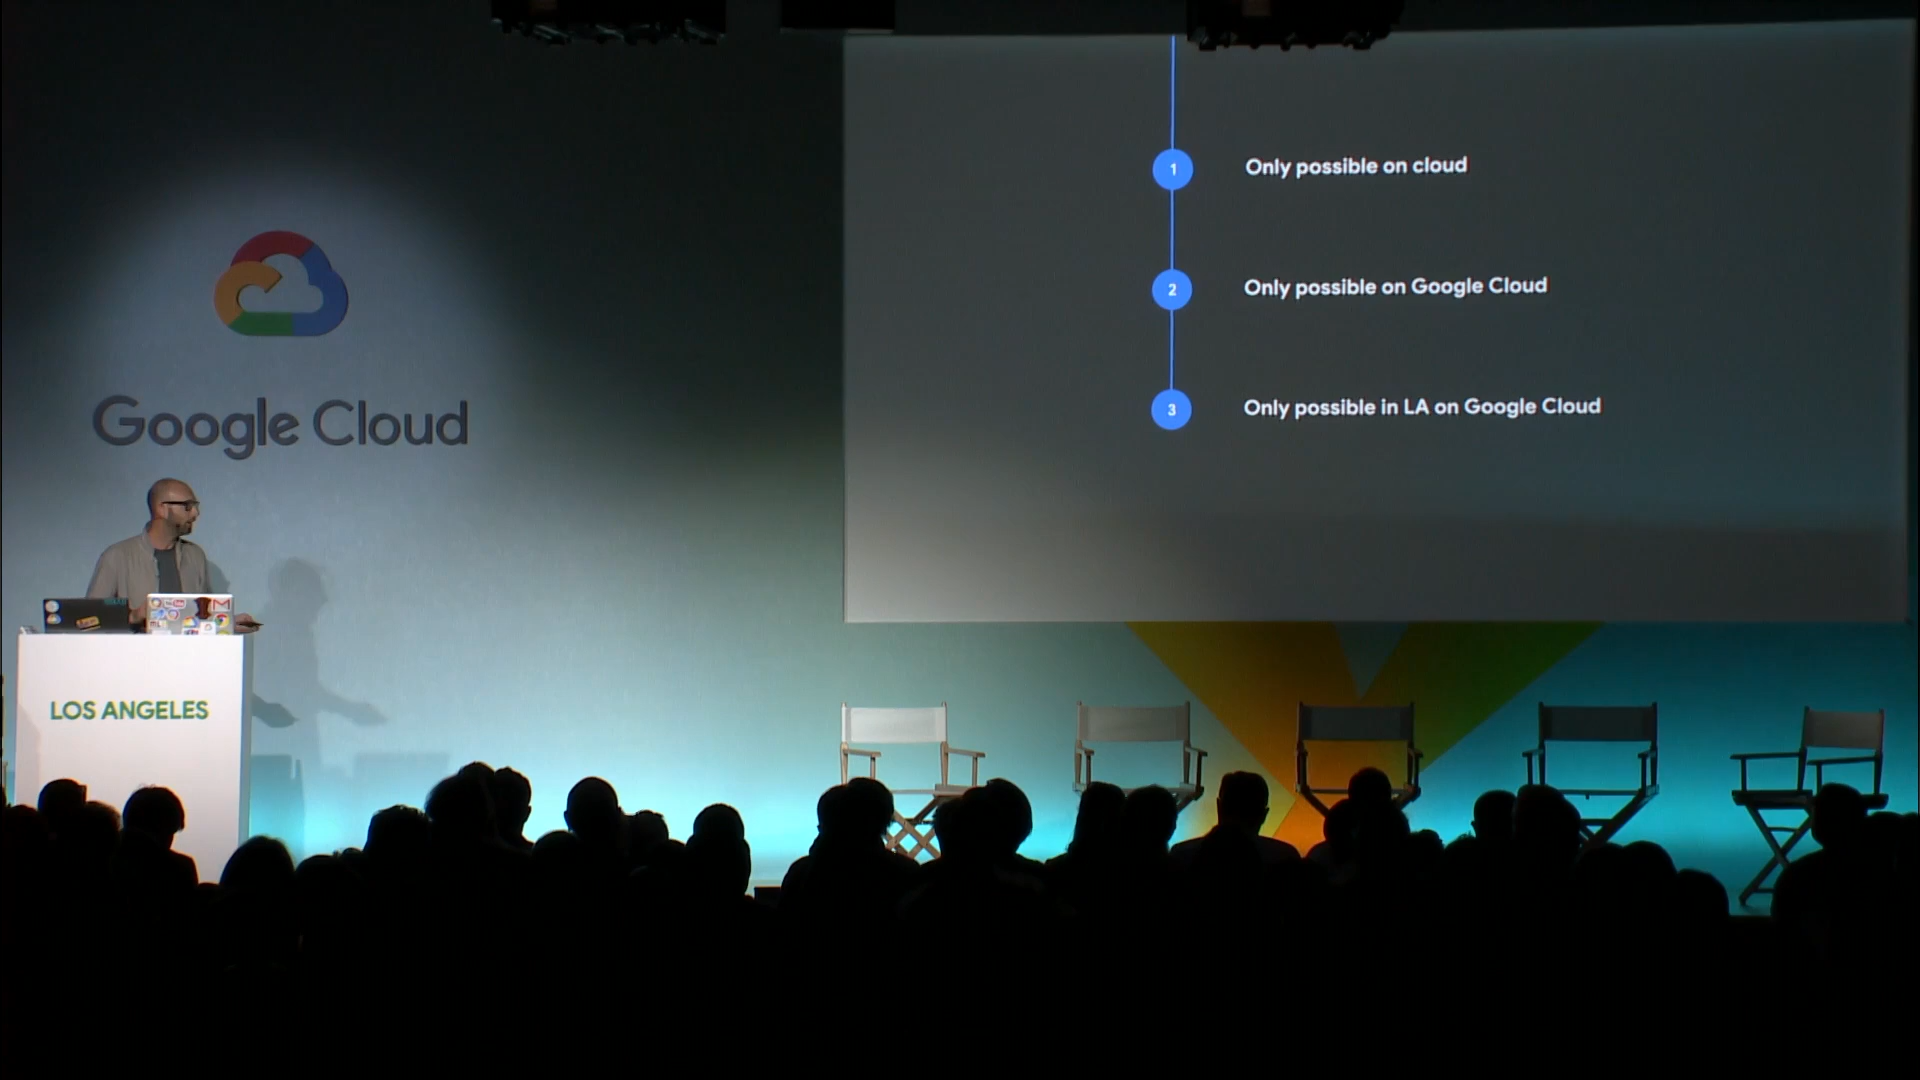 Google Cloud
LOS ANGELES
1 Only possible on cloud
2 Only possible on Google Cloud
3 Only possible in LA on Google Cloud